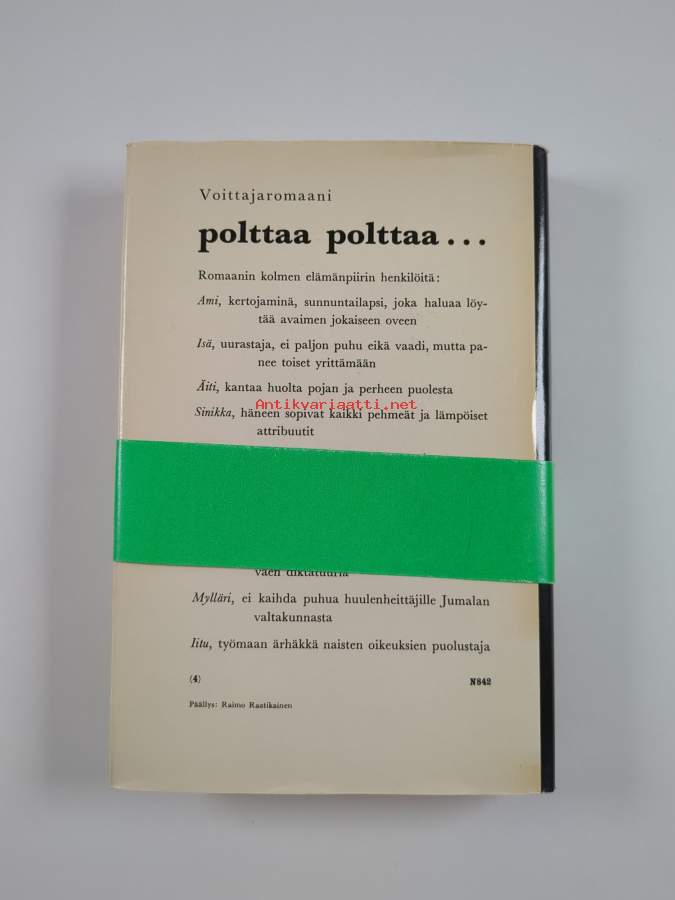 Voittajaromaani
polttaa polttaa...
Romaanin kolmen elämänpiirin henkilöitä:
Ami, kertojaminä, sunnuntailapsi, joka haluaa löy-
tää avaimen jokaiseen oveen
Isä, uurastaja, ei paljon puhu eikä vaadi, mutta pa-
nee toiset yrittämään
Äiti, kantaa huolta pojan ja perheen puolesta
Antikvariaatti.net
Sinikka, häneen sopivat kaikki pehmeät ja lämpöiset
attribuutit
väen diktatuuria
Mylläri, ei kaihda puhua huulenheittäjille Jumalan
valtakunnasta
Iitu, työmaan ärhäkkä naisten oikeuksien puolustaja
(4) N842
Päällys: Raimo Raatikainen